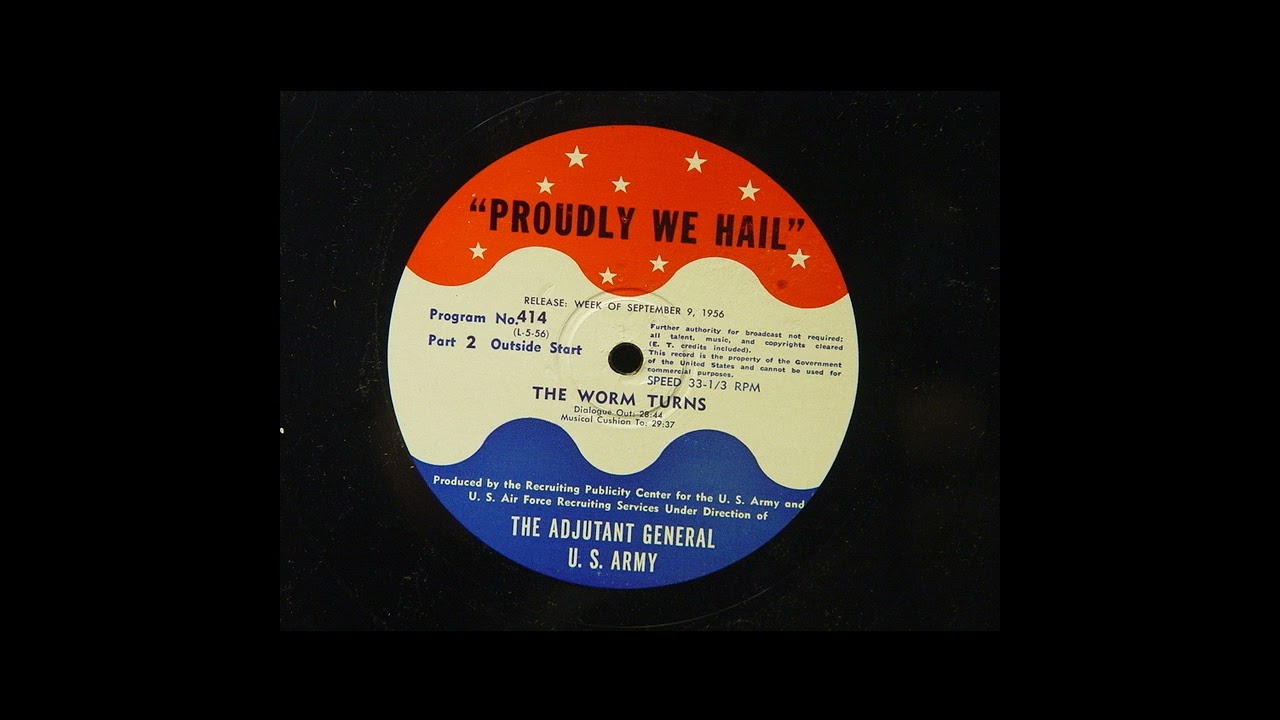 "PROUDLY WE HAIL"
RELEASE: WEEK OF SEPTEMBER 9, 1956
Program No. 414
(L-5-56)
Part 2 Outside Start
Further authority for broadcast not required;
all talent, music, and copyrights cleared
(E. T. credits included).
This record is the property of the Government
of the United States and cannot be used for
commercial purposes.
SPEED 33-1/3 RPM
THE WORM TURNS
Dialogue Out: 28:44
Musical Cushion To: 29:37
Produced by the Recruiting Publicity Center for the U. S. Army and
U. S. Air Force Recruiting Services Under Direction of
THE ADJUTANT GENERAL
U. S. ARMY